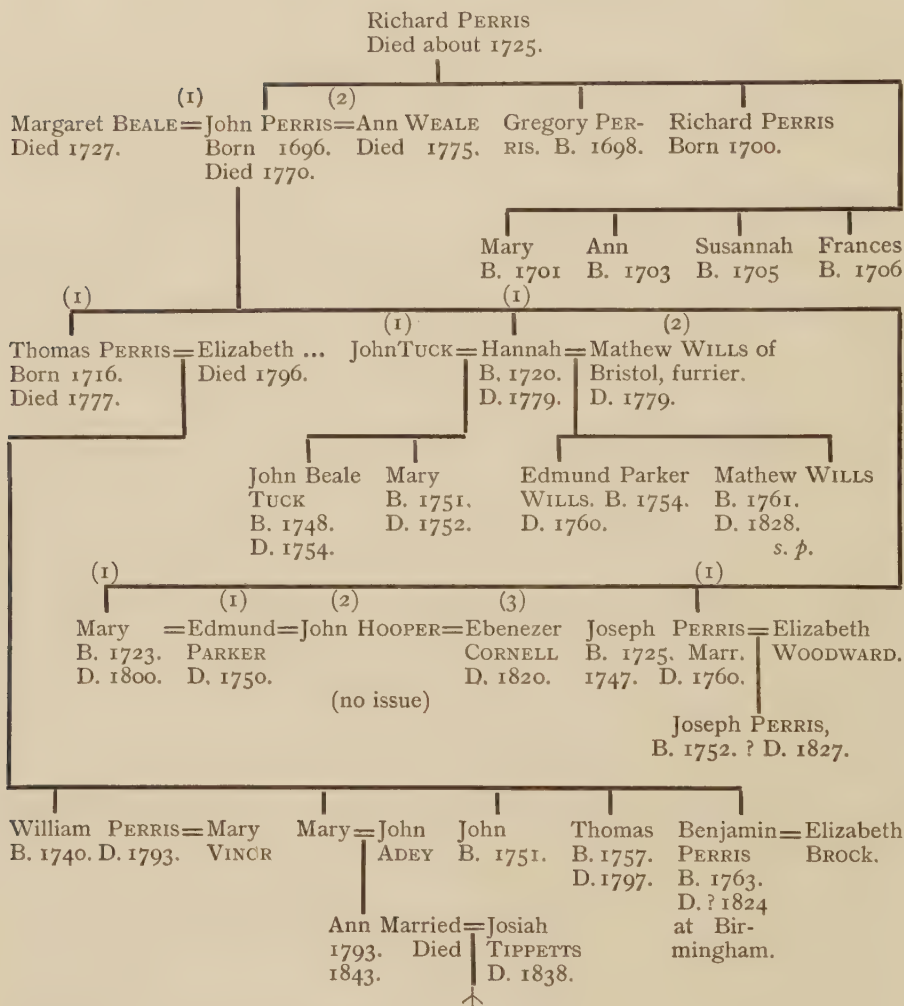 Richard PERRIS
Died about 1725.
(1)
(2)
Margaret BEALE=John PERRIS=Ann WEALE
Died 1727. Born 1696. Died 1775.
Died 1770.
Gregory PER-
RIS. B. 1698.
Richard PERRIS
Born 1700.
Mary
B. 1701
Ann
B. 1703
Susannah
B. 1705
Frances
B. 1706
(1)
(1)
Thomas PERRIS=Elizabeth ...
Born 1716. Died 1796.
Died 1777.
(1)
(2)
John TUCK=Hannah=Mathew WILLS of
B. 1720. Bristol, furrier.
D. 1779. D. 1779.
John Beale
TUCK
B. 1748.
D. 1754.
Mary
B. 1751.
D. 1752.
Edmund Parker
WILLS. B. 1754.
D. 1760.
Mathew WILLS
B. 1761.
D. 1828.
s. p.
(1)
(1)
(1) (2) (3)
Mary =Edmund=John HOOPER=Ebenezer
B. 1723. PARKER CORNELL
D. 1800. D. 1750. D. 1820.
(no issue)
Joseph PERRIS=Elizabeth
B. 1725. Marr. WOODWARD.
1747. D. 1760.
Joseph PERRIS,
B. 1752. ? D. 1827.
William PERRIS=Mary
B. 1740. D. 1793. VINCR
Mary=John
ADEY
John
B. 1751.
Thomas
B. 1757.
D. 1797.
Benjamin=Elizabeth
PERRIS BROCK.
B. 1763.
D. ? 1824
at Bir-
mingham.
Ann Married=Josiah
1793. Died TIPPETTS
1843. D. 1838.